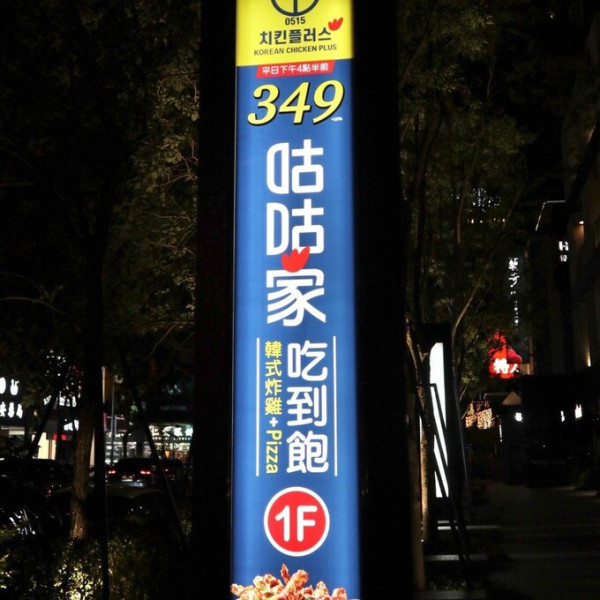 0515
치킨플러스
KOREAN CHICKEN PLUS
平日下午4點半前
349
咕咕家
吃到飽
韓式炸雞+Pizza
1F